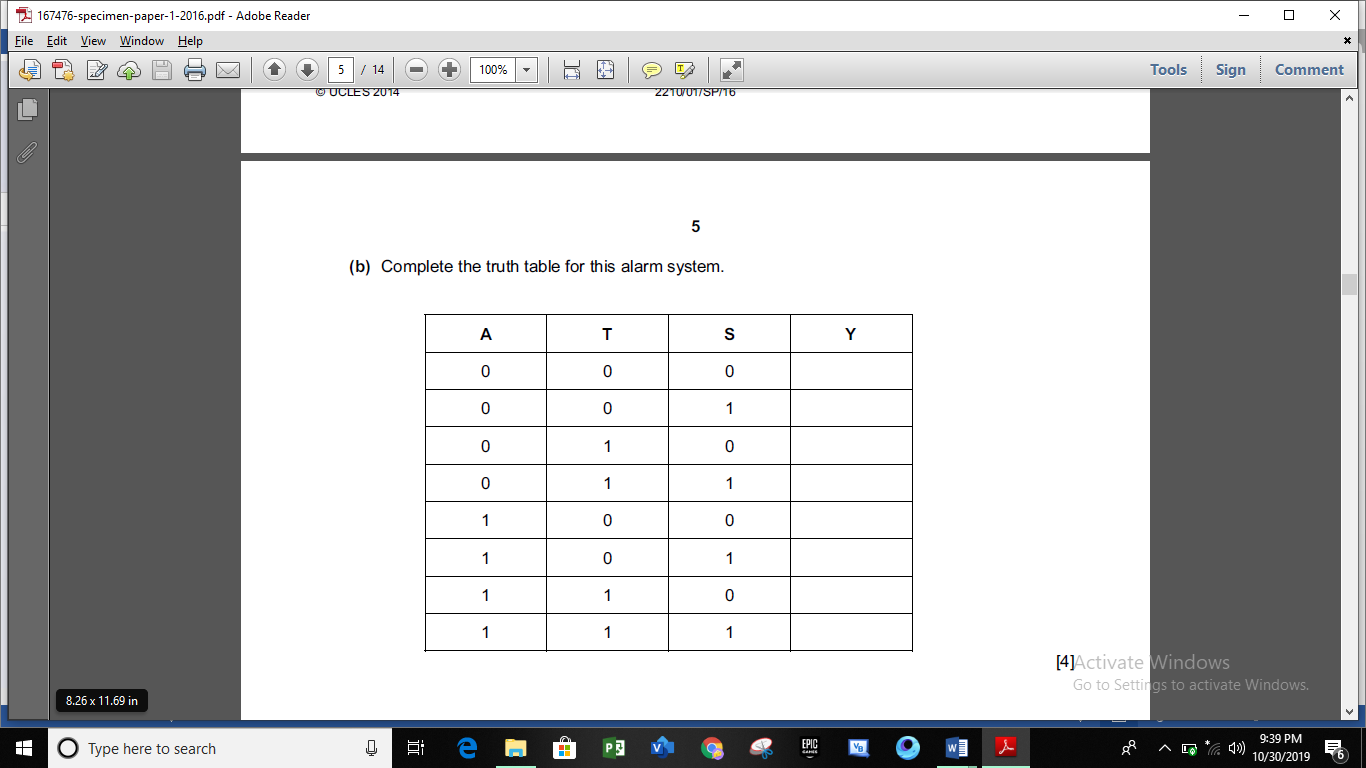 167476-specimen-paper-1-2016.pdf - Adobe Reader
File Edit View Window Help
5 / 14 100% Tools Sign Comment
© UCLES 2014 2210/01/SP/16
5
(b) Complete the truth table for this alarm system.
A T S Y
0 0 0
0 0 1
0 1 0
0 1 1
1 0 0
1 0 1
1 1 0
1 1 1
[4]
Activate Windows
Go to Settings to activate Windows.
8.26 x 11.69 in
Type here to search
EPIC GAMES
9:39 PM
10/30/2019
6